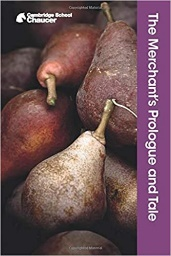 Cambridge School
Chaucer
The Merchant's Prologue and Tale